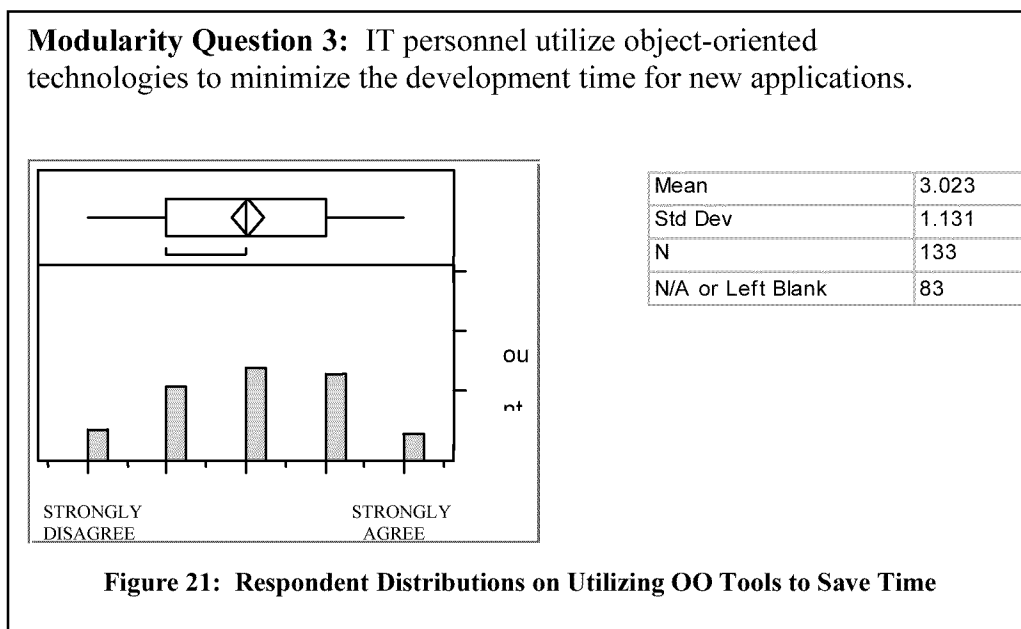 Modularity Question 3: IT personnel utilize object-oriented
technologies to minimize the development time for new applications.
Mean 3.023
Std Dev 1.131
N 133
N/A or Left Blank 83
ou
nt
STRONGLY DISAGREE
STRONGLY AGREE
Figure 21: Respondent Distributions on Utilizing OO Tools to Save Time